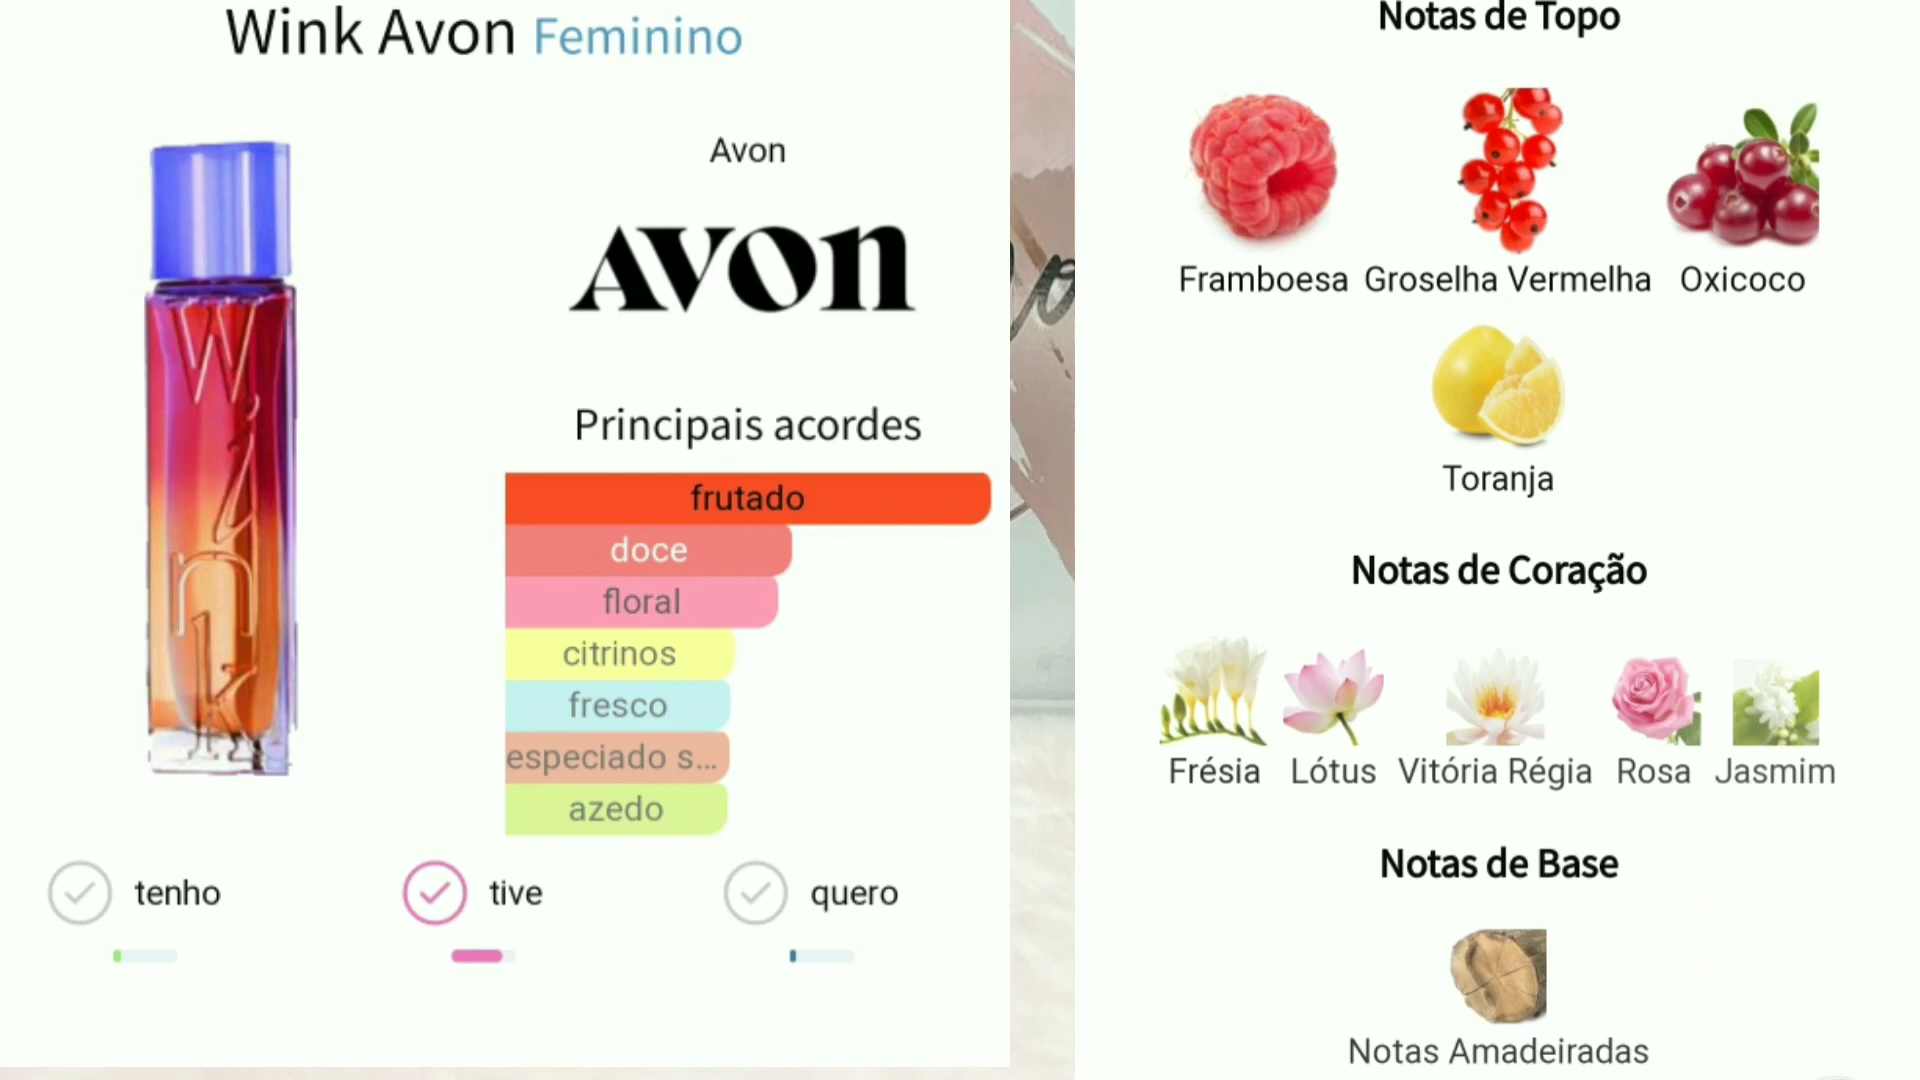 Wink Avon Feminino
Avon
AVON
Wink
Principais acordes
frutado
doce
floral
citrinos
fresco
especiado s...
azedo
tenho
tive
quero
Notas de Topo
Framboesa
Groselha Vermelha
Oxicoco
Toranja
Notas de Coração
Frésia
Lótus
Vitória Régia
Rosa
Jasmim
Notas de Base
Notas Amadeiradas